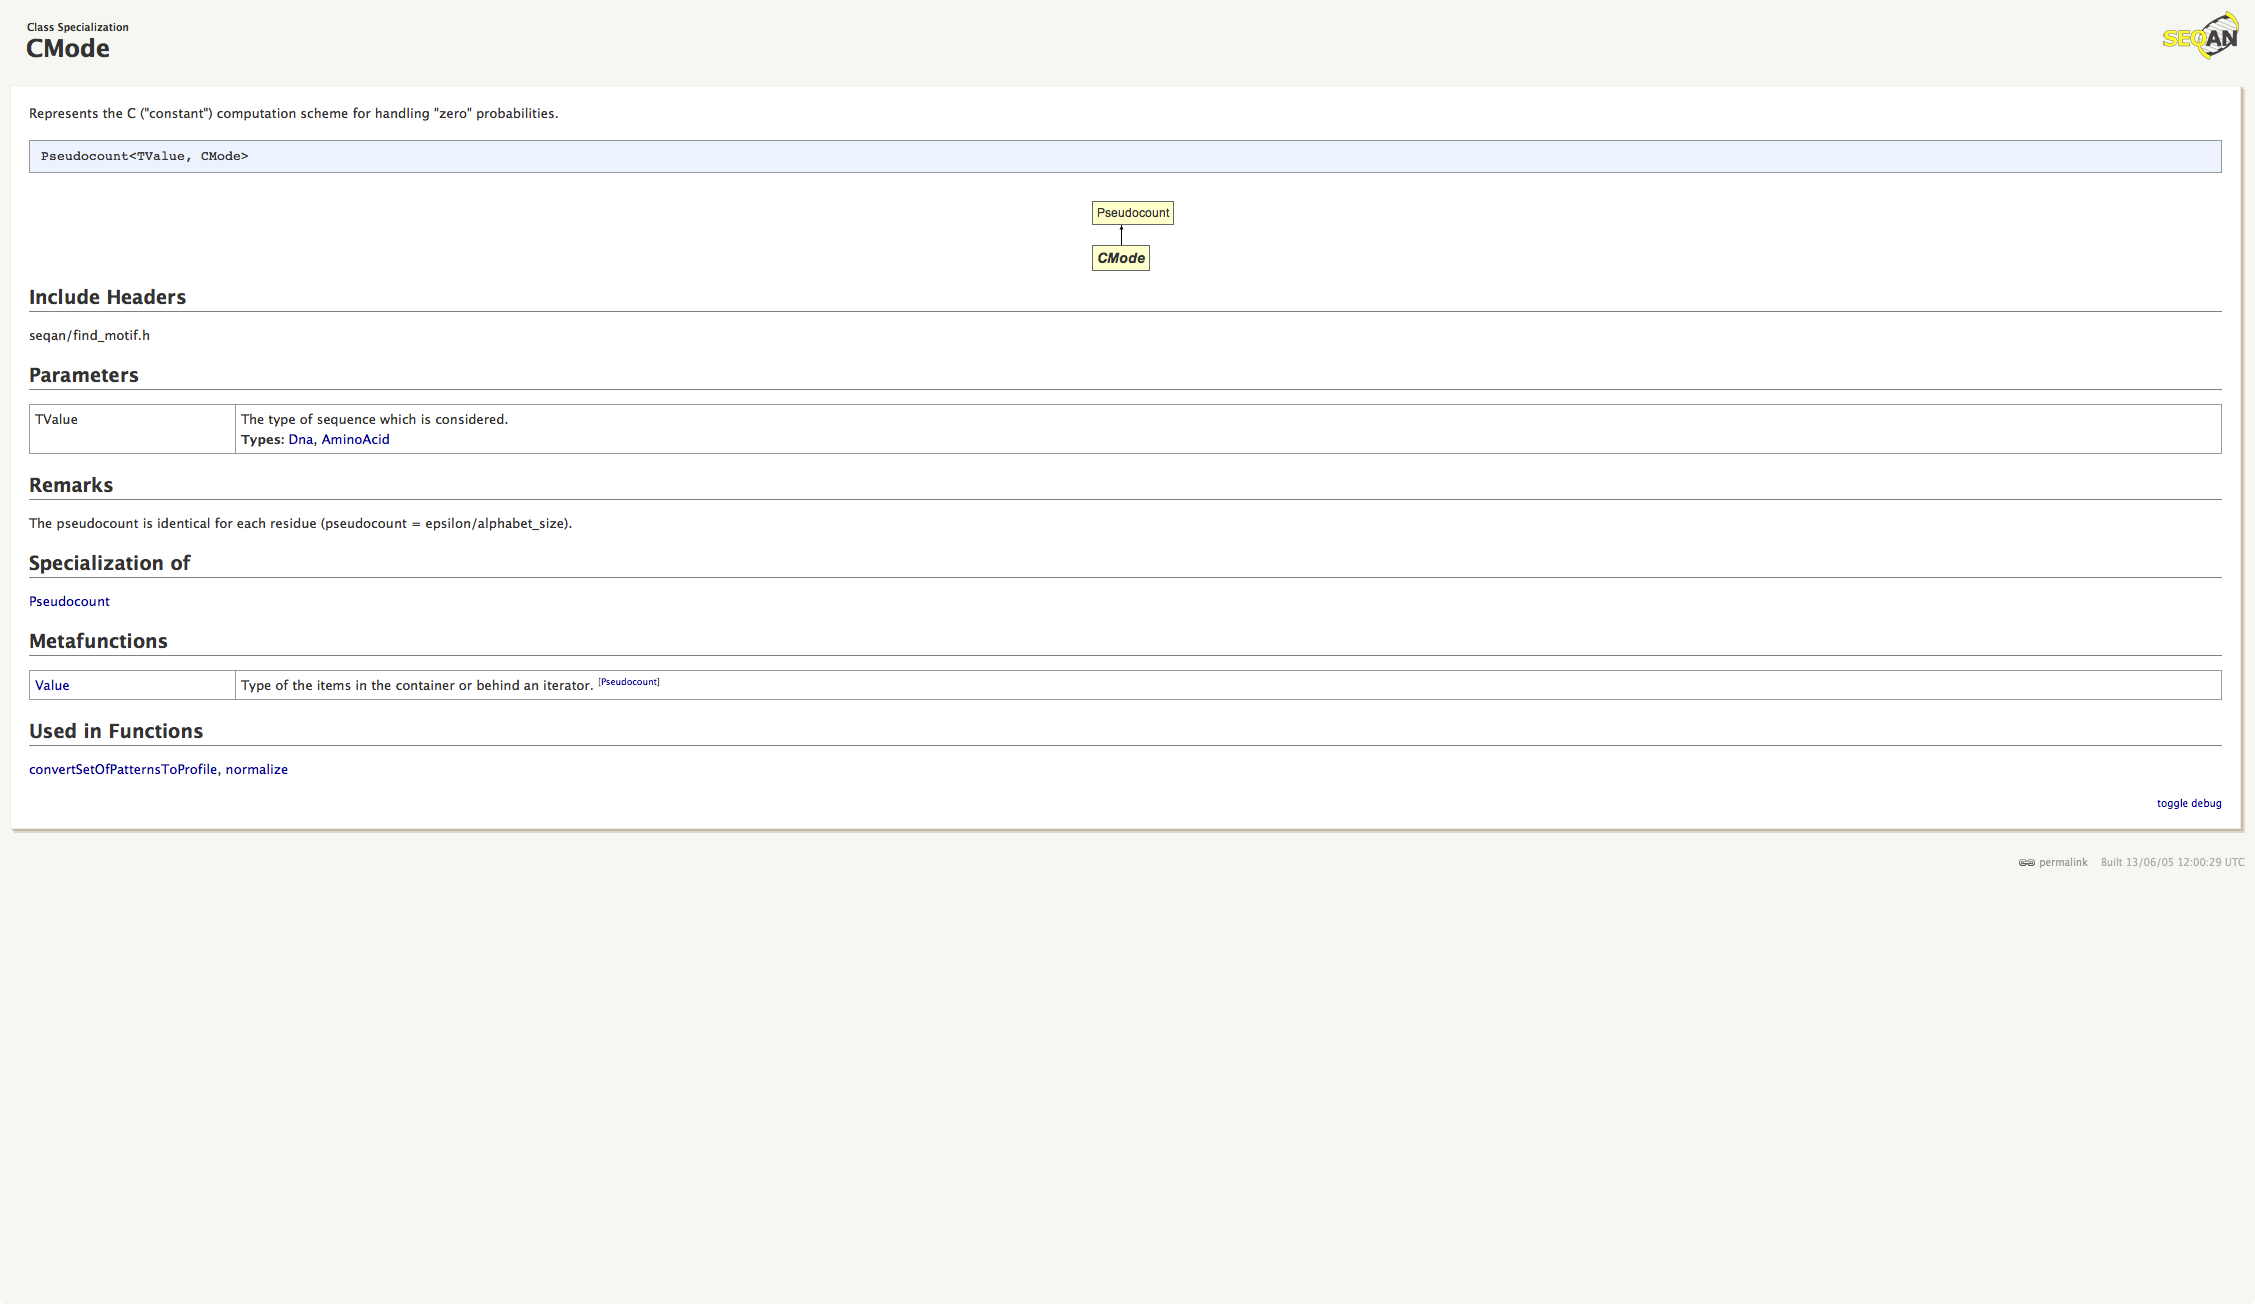 Class Specialization
CMode
SEQAN
Represents the C ("constant") computation scheme for handling "zero" probabilities.
Pseudocount<TValue, CMode>
Pseudocount
CMode
Include Headers
seqan/find_motif.h
Parameters
TValue The type of sequence which is considered.
Types: Dna, AminoAcid
Remarks
The pseudocount is identical for each residue (pseudocount = epsilon/alphabet_size).
Specialization of
Pseudocount
Metafunctions
Value Type of the items in the container or behind an iterator. [Pseudocount]
Used in Functions
convertSetOfPatternsToProfile, normalize
toggle debug
permalink Built 13/06/05 12:00:29 UTC